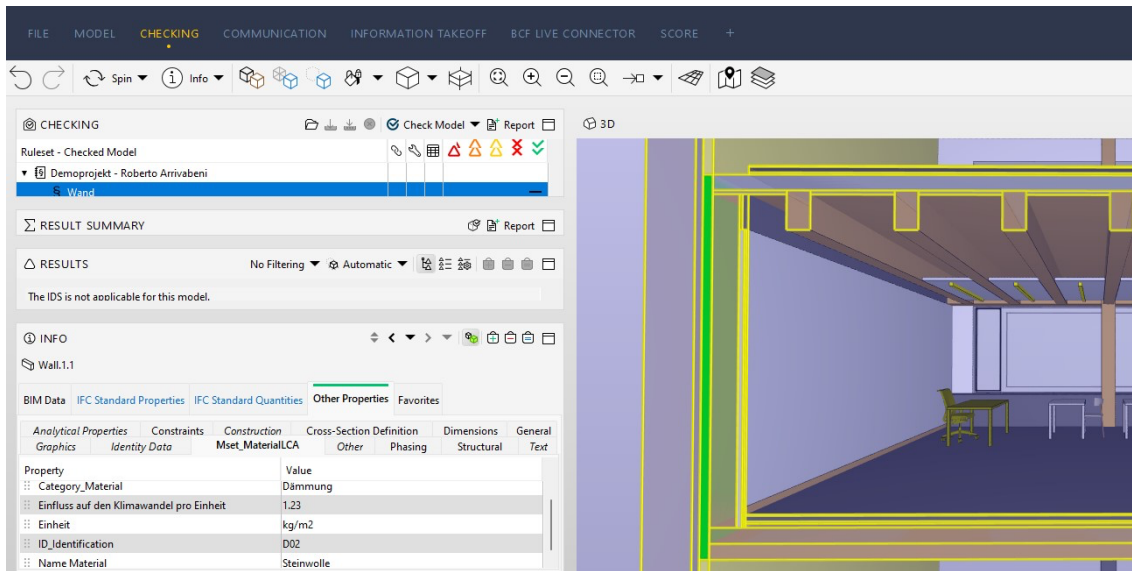 FILE MODEL CHECKING COMMUNICATION INFORMATION TAKEOFF BCF LIVE CONNECTOR SCORE +
Spin Info
CHECKING Check Model Report 3D
Ruleset - Checked Model
§ Demoprojekt - Roberto Arrivabeni
§ Wand
∑ RESULT SUMMARY Report
RESULTS No Filtering Automatic
The IDS is not applicable for this model.
INFO
Wall.1.1
BIM Data IFC Standard Properties IFC Standard Quantities Other Properties Favorites
Analytical Properties Constraints Construction Cross-Section Definition Dimensions General
Graphics Identity Data Mset_MaterialLCA Other Phasing Structural Text
Property Value
Category_Material Dämmung
Einfluss auf den Klimawandel pro Einheit 1.23
Einheit kg/m2
ID_Identification D02
Name Material Steinwolle